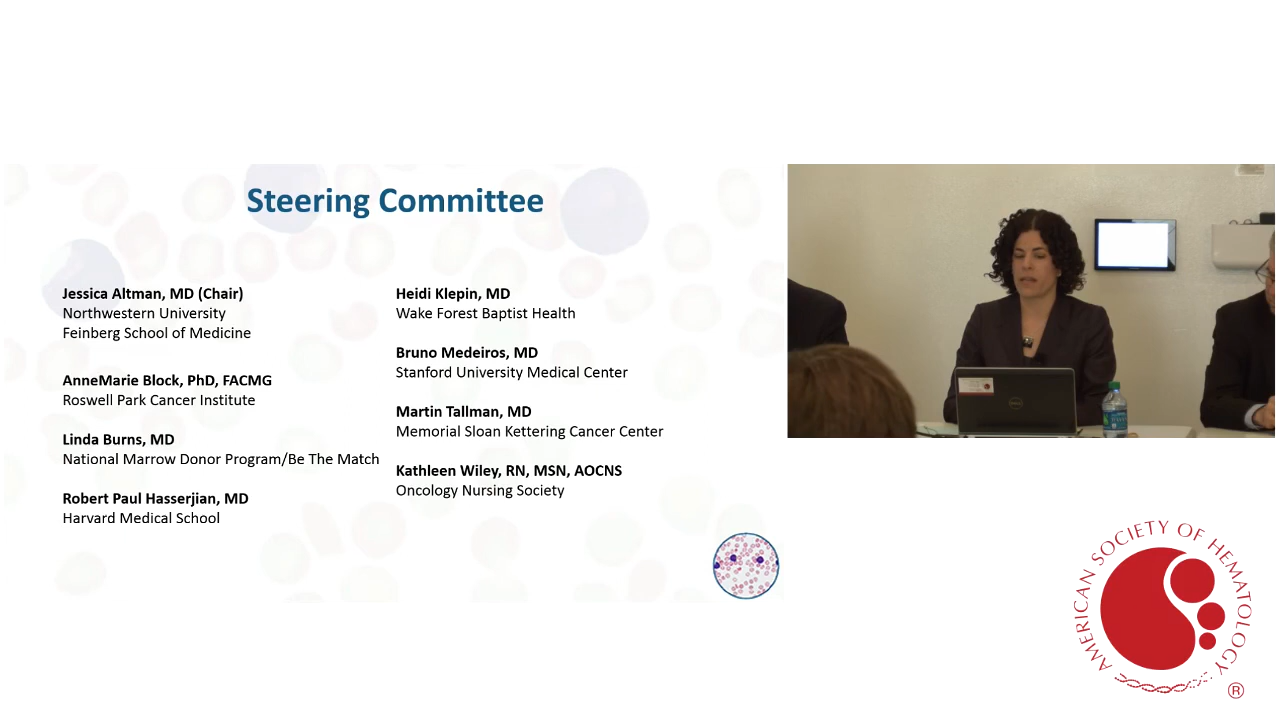 Steering Committee
Jessica Altman, MD (Chair)
Northwestern University
Feinberg School of Medicine
AnneMarie Block, PhD, FACMG
Roswell Park Cancer Institute
Linda Burns, MD
National Marrow Donor Program/Be The Match
Robert Paul Hasserjian, MD
Harvard Medical School
Heidi Klepin, MD
Wake Forest Baptist Health
Bruno Medeiros, MD
Stanford University Medical Center
Martin Tallman, MD
Memorial Sloan Kettering Cancer Center
Kathleen Wiley, RN, MSN, AOCNS
Oncology Nursing Society
AMERICAN SOCIETY OF HEMATOLOGY
®